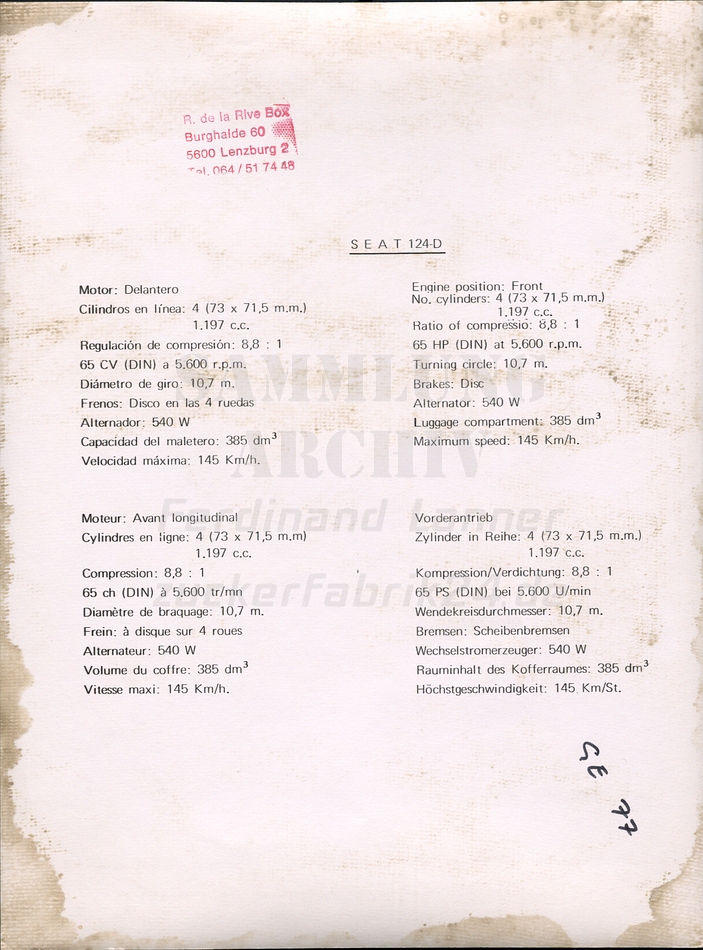 R. de la Rive Box
Burghalde 60
5600 Lenzburg 2
Tel. 064 / 51 74 48
SEAT 124-D
Motor: Delantero
Cilindros en línea: 4 (73 x 71,5 m.m.)
1.197 c.c.
Regulación de compresión: 8,8 : 1
65 CV (DIN) a 5.600 r.p.m.
Diámetro de giro: 10,7 m.
Frenos: Disco en las 4 ruedas
Alternador: 540 W
Capacidad del maletero: 385 dm³
Velocidad máxima: 145 Km/h.
Engine position: Front
No. cylinders: 4 (73 x 71,5 m.m.)
1.197 c.c.
Ratio of compressio: 8,8 : 1
65 HP (DIN) at 5.600 r.p.m.
Turning circle: 10,7 m.
Brakes: Disc
Alternator: 540 W
Luggage compartment: 385 dm³
Maximum speed: 145 Km/h.
SAMMLUNG
ARCHIV
Ferdinand Lanner
Moteur: Avant longitudinal
Cylindres en ligne: 4 (73 x 71,5 m.m)
1.197 c.c.
Compression: 8,8 : 1
65 ch (DIN) à 5.600 tr/mn
Diamètre de braquage: 10,7 m.
Frein: à disque sur 4 roues
Alternateur: 540 W
Volume du coffre: 385 dm³
Vitesse maxi: 145 Km/h.
Vorderantrieb
Zylinder in Reihe: 4 (73 x 71,5 m.m.)
1.197 c.c.
Kompression/Verdichtung: 8,8 : 1
65 PS (DIN) bei 5.600 U/min
Wendekreisdurchmesser: 10,7 m.
Bremsen: Scheibenbremsen
Wechselstromerzeuger: 540 W
Rauminhalt des Kofferraumes: 385 dm³
Höchstgeschwindigkeit: 145 Km/St.
GE 77